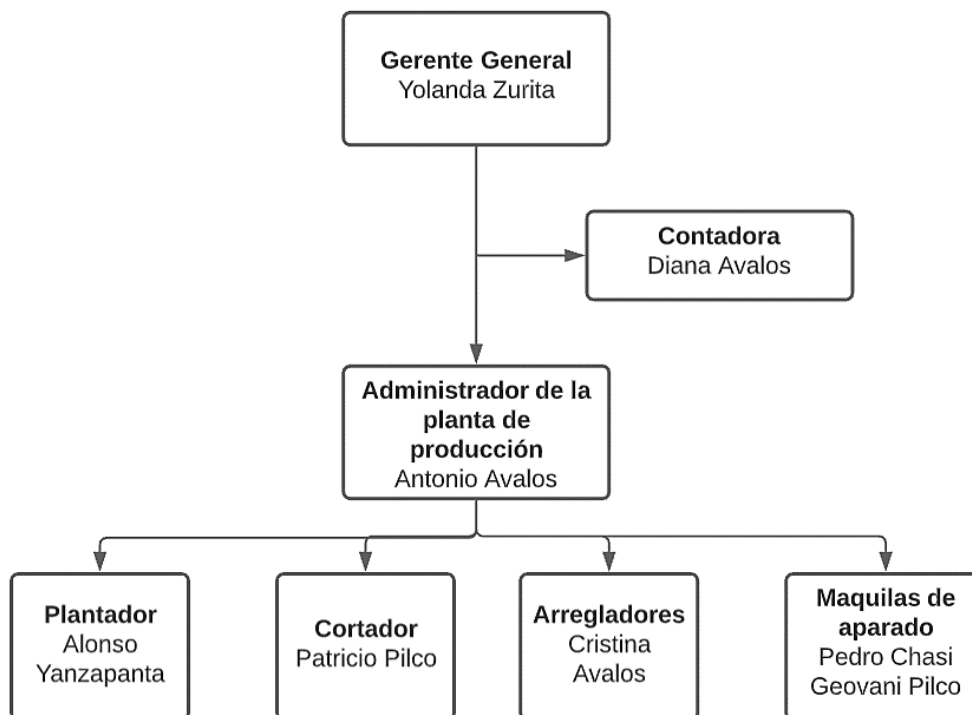 Gerente General
Yolanda Zurita
Contadora
Diana Avalos
Administrador de la
planta de
producción
Antonio Avalos
Plantador
Alonso
Yanzapanta
Cortador
Patricio Pilco
Arregladores
Cristina
Avalos
Maquilas de
aparado
Pedro Chasi
Geovani Pilco